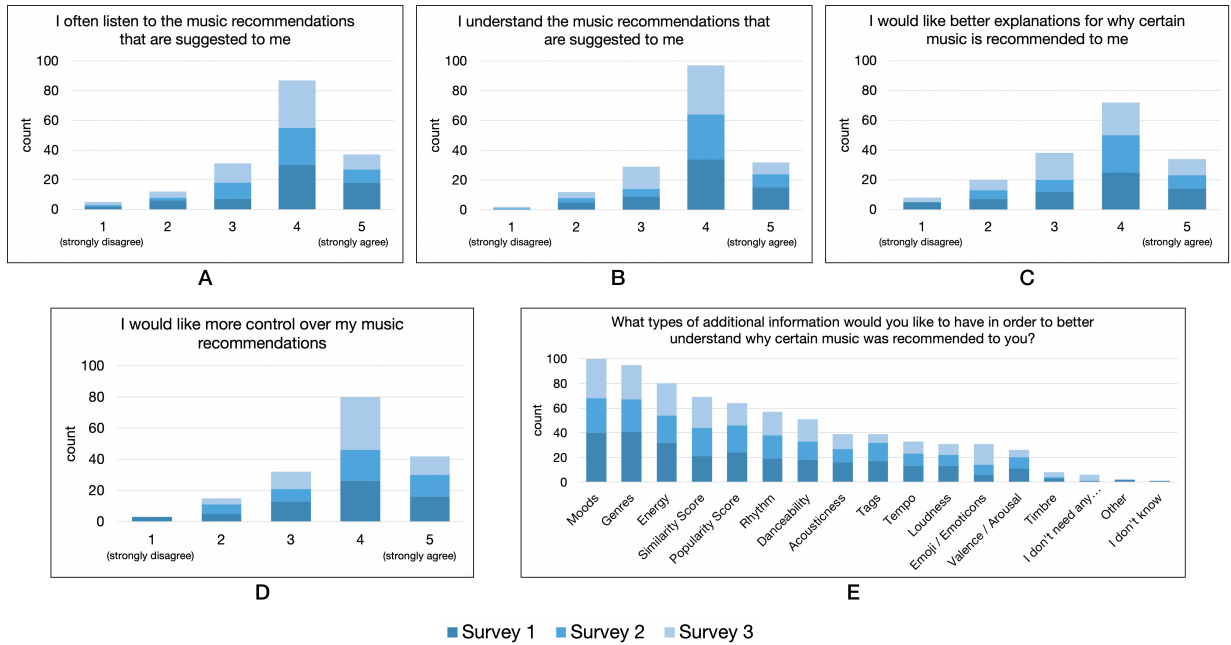 I often listen to the music recommendations
that are suggested to me
100
80
60
40
20
0
count
1
2
3
4
5
(strongly disagree)
(strongly agree)
A
I understand the music recommendations that
are suggested to me
100
80
60
40
20
0
count
1
2
3
4
5
(strongly disagree)
(strongly agree)
B
I would like better explanations for why certain
music is recommended to me
100
80
60
40
20
0
count
1
2
3
4
5
(strongly disagree)
(strongly agree)
C
I would like more control over my music
recommendations
100
80
60
40
20
0
count
1
2
3
4
5
(strongly disagree)
(strongly agree)
D
What types of additional information would you like to have in order to better
understand why certain music was recommended to you?
100
80
60
40
20
0
count
Moods
Genres
Energy
Similarity Score
Popularity Score
Rhythm
Danceability
Acousticness
Tags
Tempo
Loudness
Emoji / Emoticons
Valence / Arousal
Timbre
I don't need any…
Other
I don't know
E
Survey 1
Survey 2
Survey 3